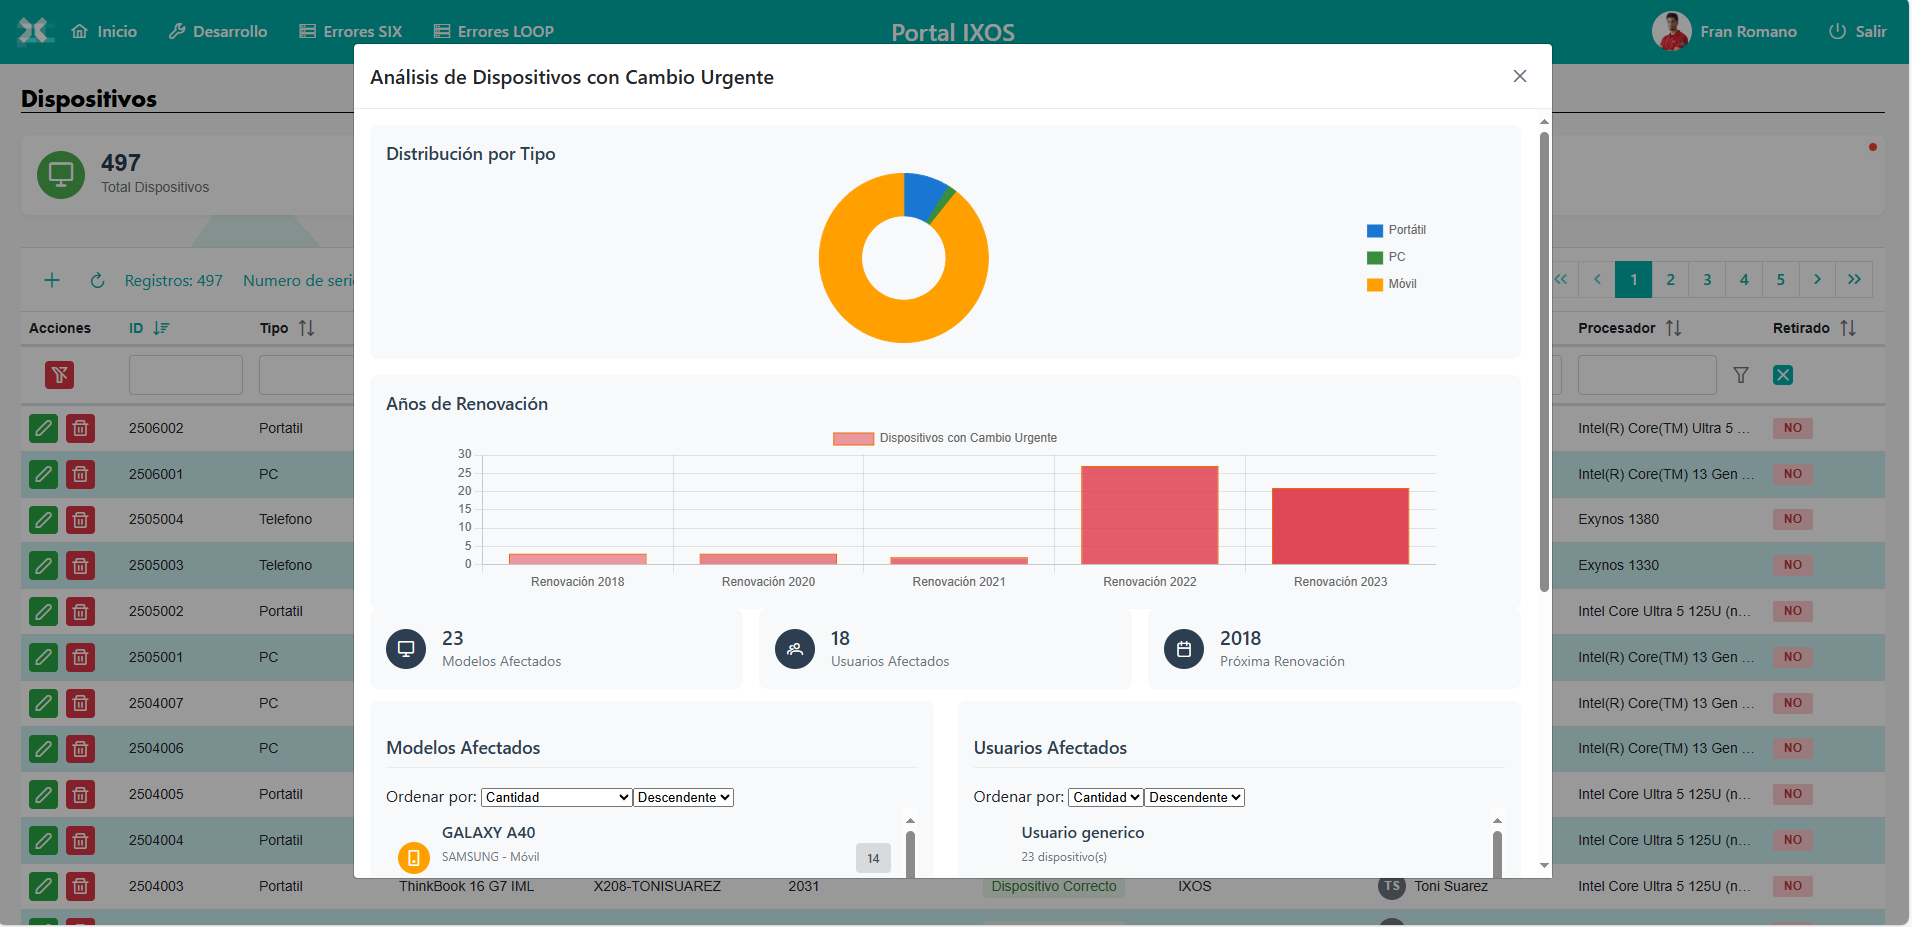 Inicio
Desarrollo
Errores SIX
Errores LOOP
Portal IXOS
Fran Romano
Salir
Dispositivos
497
Total Dispositivos
Registros: 497
Numero de seri
1
2
3
4
5
Acciones
ID
Tipo
Procesador
Retirado
2506002
Portatil
Intel(R) Core(TM) Ultra 5 ...
NO
2506001
PC
Intel(R) Core(TM) 13 Gen ...
NO
2505004
Telefono
Exynos 1380
NO
2505003
Telefono
Exynos 1330
NO
2505002
Portatil
Intel Core Ultra 5 125U (n...
NO
2505001
PC
Intel(R) Core(TM) 13 Gen ...
NO
2504007
PC
Intel(R) Core(TM) 13 Gen ...
NO
2504006
PC
Intel(R) Core(TM) 13 Gen ...
NO
2504005
Portatil
Intel Core Ultra 5 125U (n...
NO
2504004
Portatil
Intel Core Ultra 5 125U (n...
NO
2504003
Portatil
ThinkBook 16 G7 IML
X208-TONISUAREZ
2031
Dispositivo Correcto
IXOS
TS
Toni Suarez
Intel Core Ultra 5 125U (n...
NO
Análisis de Dispositivos con Cambio Urgente
Distribución por Tipo
Portátil
PC
Móvil
Años de Renovación
Dispositivos con Cambio Urgente
30
25
20
15
10
5
0
Renovación 2018
Renovación 2020
Renovación 2021
Renovación 2022
Renovación 2023
23
Modelos Afectados
18
Usuarios Afectados
2018
Próxima Renovación
Modelos Afectados
Ordenar por: Cantidad Descendente
GALAXY A40
SAMSUNG - Móvil
14
Usuarios Afectados
Ordenar por: Cantidad Descendente
Usuario generico
23 dispositivo(s)